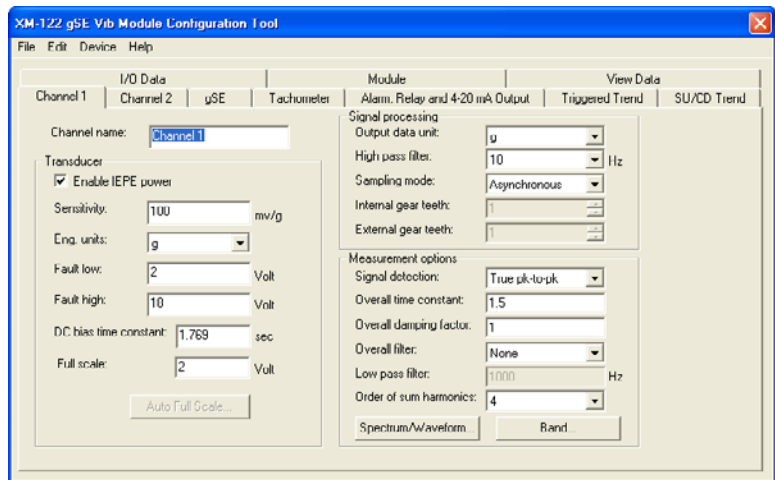 XM-122 gSE Vib Module Configuration Tool
File Edit Device Help
I/O Data Module View Data
Channel 1 Channel 2 gSE Tachometer Alarm. Relay and 4-20 mA Output Triggered Trend SU/CD Trend
Channel name: Channel 1
Transducer
Enable IEPE power
Sensitivity: 100 mv/g
Eng. units: g
Fault low: 2 Volt
Fault high: 10 Volt
DC bias time constant: 1.769 sec
Full scale: 2 Volt
Auto Full Scale...
Signal processing
Output data unit: g
High pass filter: 10 Hz
Sampling mode: Asynchronous
Internal gear teeth: 1
External gear teeth: 1
Measurement options
Signal detection: True pk-to-pk
Overall time constant: 1.5
Overall damping factor: 1
Overall filter: None
Low pass filter: 1000 Hz
Order of sum harmonics: 4
Spectrum/Waveform... Band...